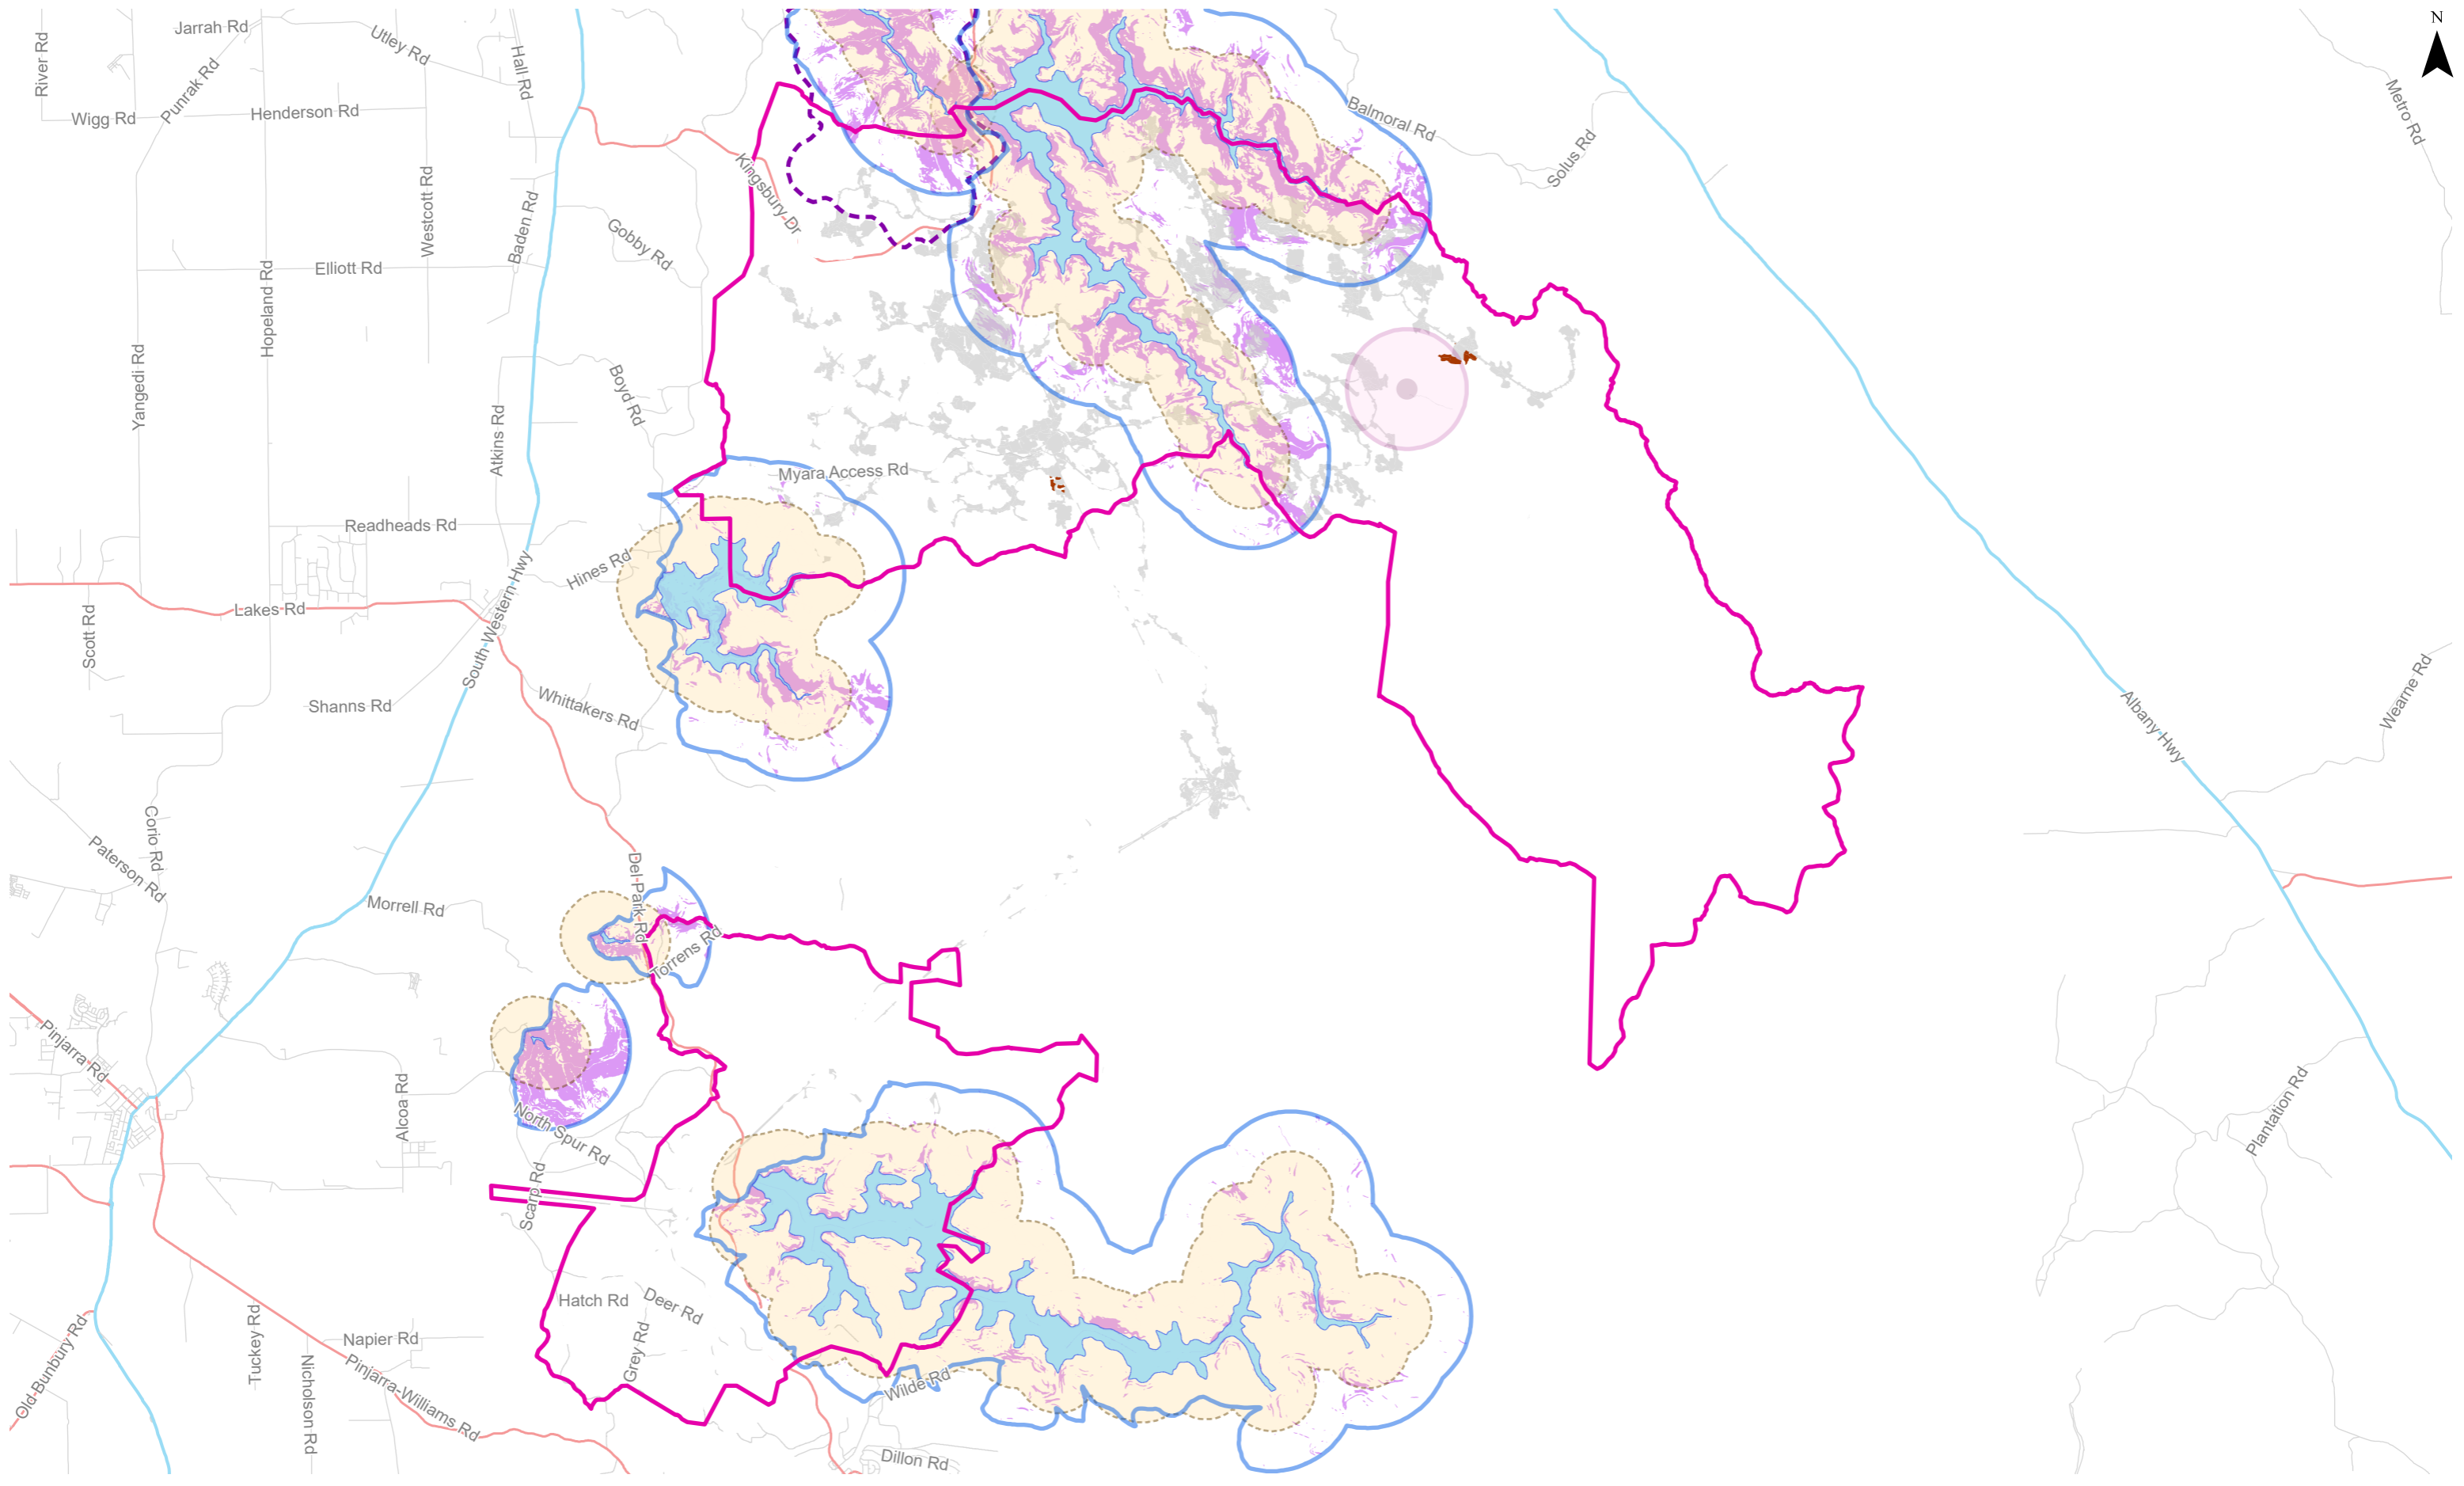 N
Jarrah Rd
Utley Rd
River Rd
Hall Rd
Punrak Rd
Wigg Rd
Henderson Rd
Metro Rd
Balmoral Rd
Solus Rd
Kingsbury Dr
Westcott Rd
Baden Rd
Gobby Rd
Elliott Rd
Hopeland Rd
Yangedi Rd
Boyd Rd
Atkins Rd
Myara Access Rd
Readheads Rd
Hines Rd
Lakes Rd
Scott Rd
South Western Hwy
Shanns Rd
Whittakers Rd
Albany Hwy
Wearne Rd
Corio Rd
Paterson Rd
Del Park Rd
Morrell Rd
Torrens Rd
Pinjarra Rd
Alcoa Rd
North Spur Rd
Plantation Rd
Scarp Rd
Hatch Rd
Deer Rd
Grey Rd
Old Bunbury Rd
Tuckey Rd
Napier Rd
Nicholson Rd
Pinjarra-Williams Rd
Wilde Rd
Dillon Rd